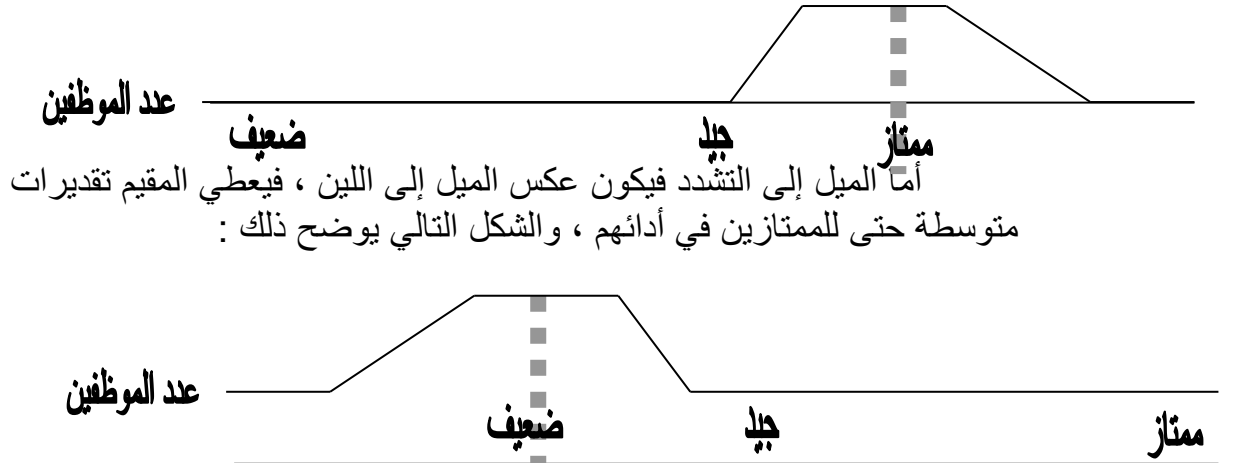 عدد الموظفين
ضعيف جيد ممتاز
أما الميل إلى التشدد فيكون عكس الميل إلى اللين ، فيعطي المقيم تقديرات
متوسطة حتى للممتازين في أدائهم ، والشكل التالي يوضح ذلك :
عدد الموظفين
ضعيف جيد ممتاز